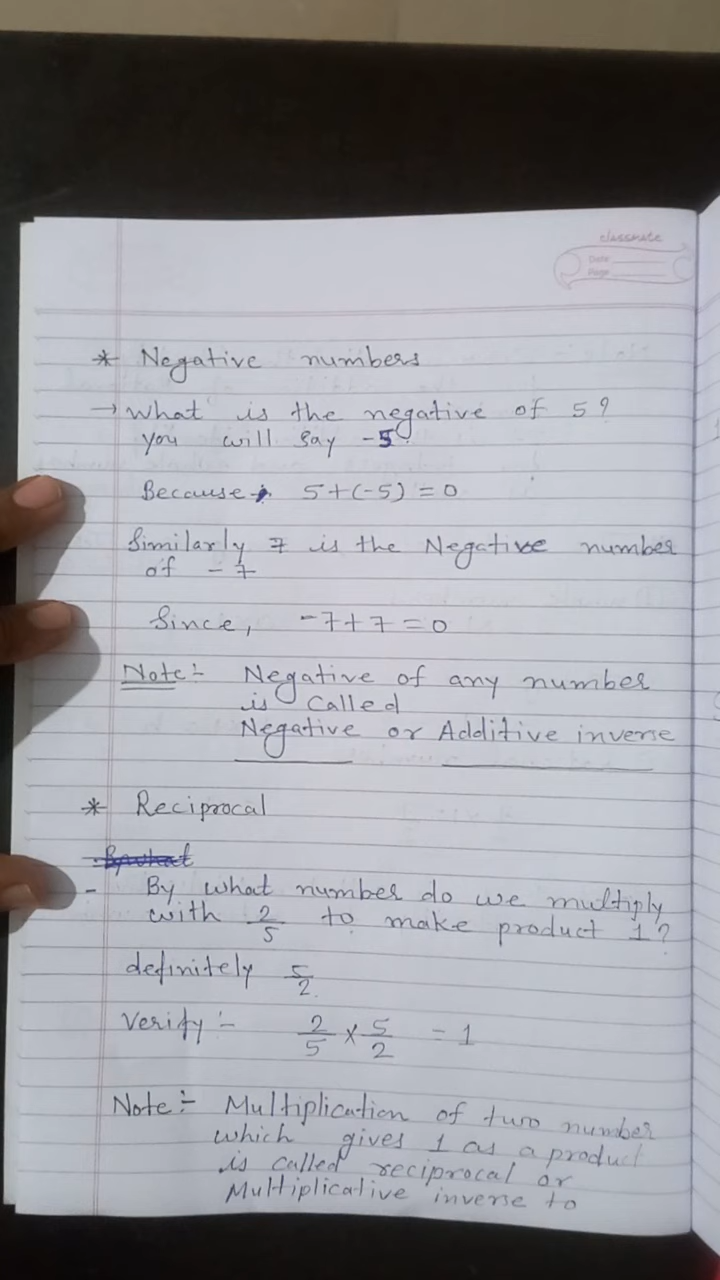 classmate
Date
Page
* Negative numbers
→ What is the negative of 5?
you will say -5.
Because 5+(-5) = 0
Similarly 7 is the Negative number
of -7
Since, -7+7=0
Note:- Negative of any number
is called
Negative or Additive inverse
* Reciprocal
- By what number do we multiply
with 2/5 to make product 1?
definitely 5/2.
Verify:- 2/5 × 5/2 = 1
Note:- Multiplication of two number
which gives 1 as a product
is called reciprocal or
Multiplicative inverse to